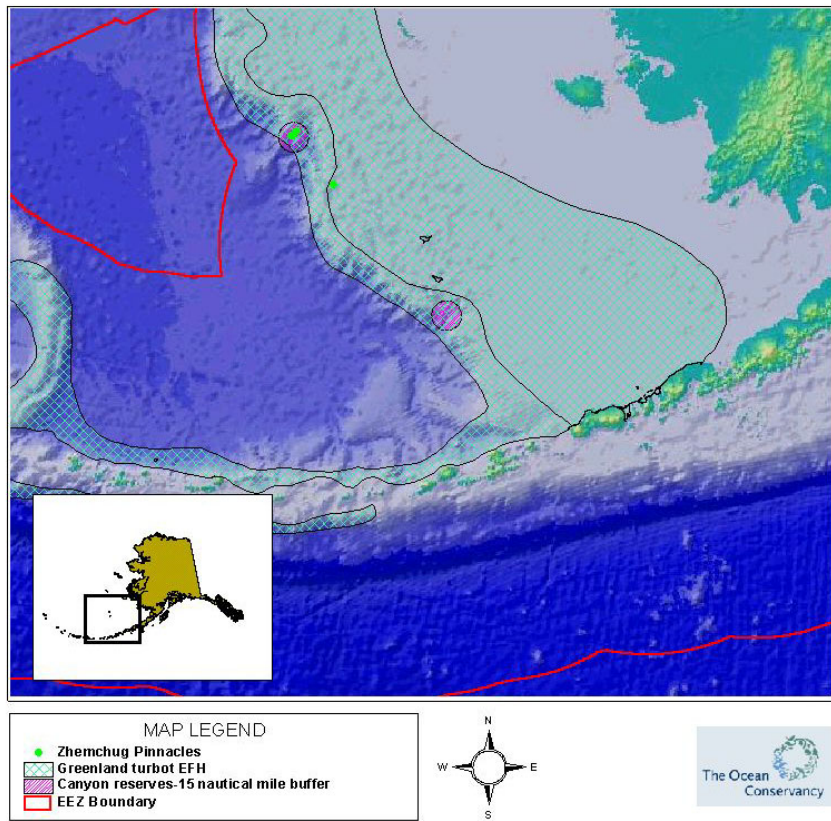 MAP LEGEND
Zhemchug Pinnacles
Greenland turbot EFH
Canyon reserves-15 nautical mile buffer
EEZ Boundary
N
W E
S
The Ocean
Conservancy